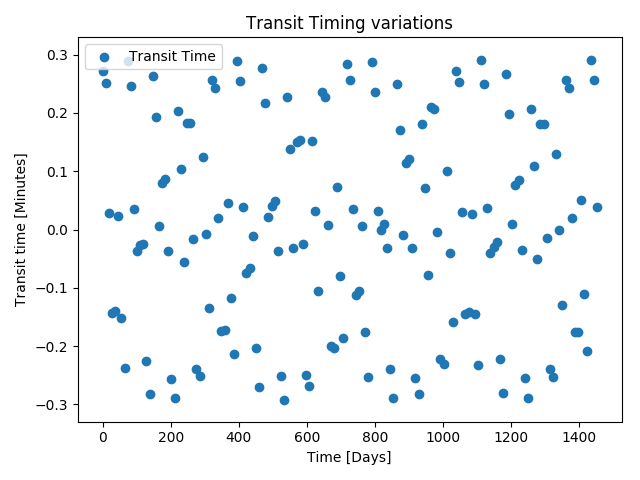 Transit Timing variations
Transit Time
Transit time [Minutes]
0.3
0.2
0.1
0.0
−0.1
−0.2
−0.3
0 200 400 600 800 1000 1200 1400
Time [Days]